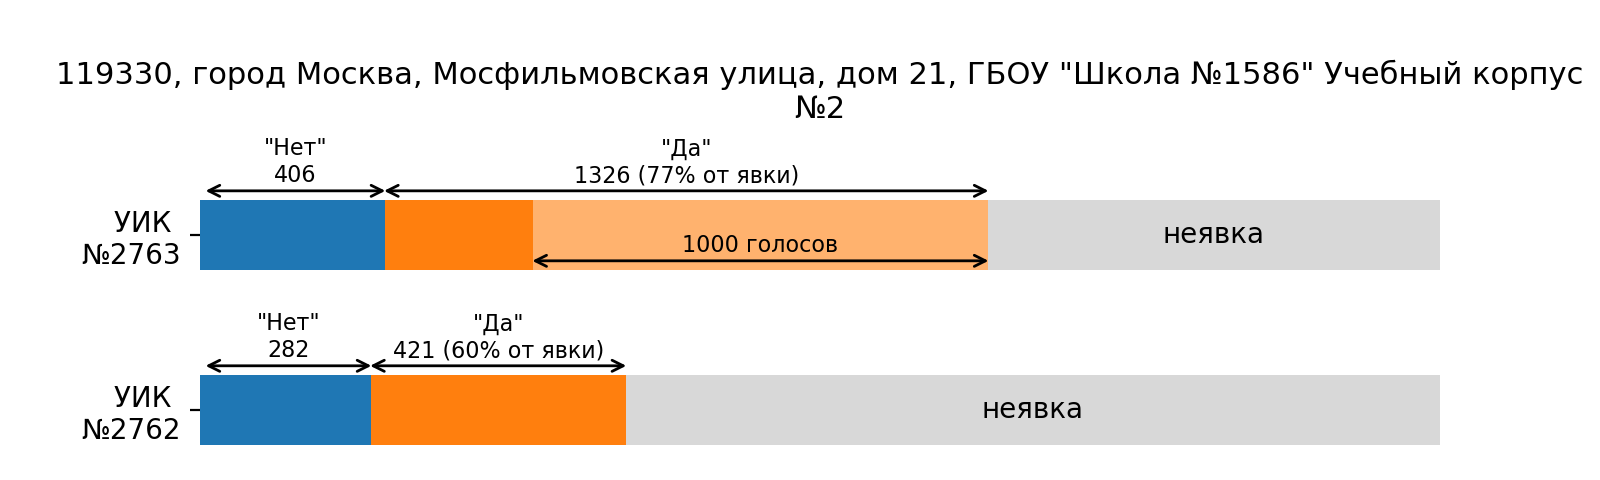 119330, город Москва, Мосфильмовская улица, дом 21, ГБОУ "Школа №1586" Учебный корпус
№2
"Нет"
406
"Да"
1326 (77% от явки)
УИК
№2763
1000 голосов
неявка
"Нет"
282
"Да"
421 (60% от явки)
УИК
№2762
неявка